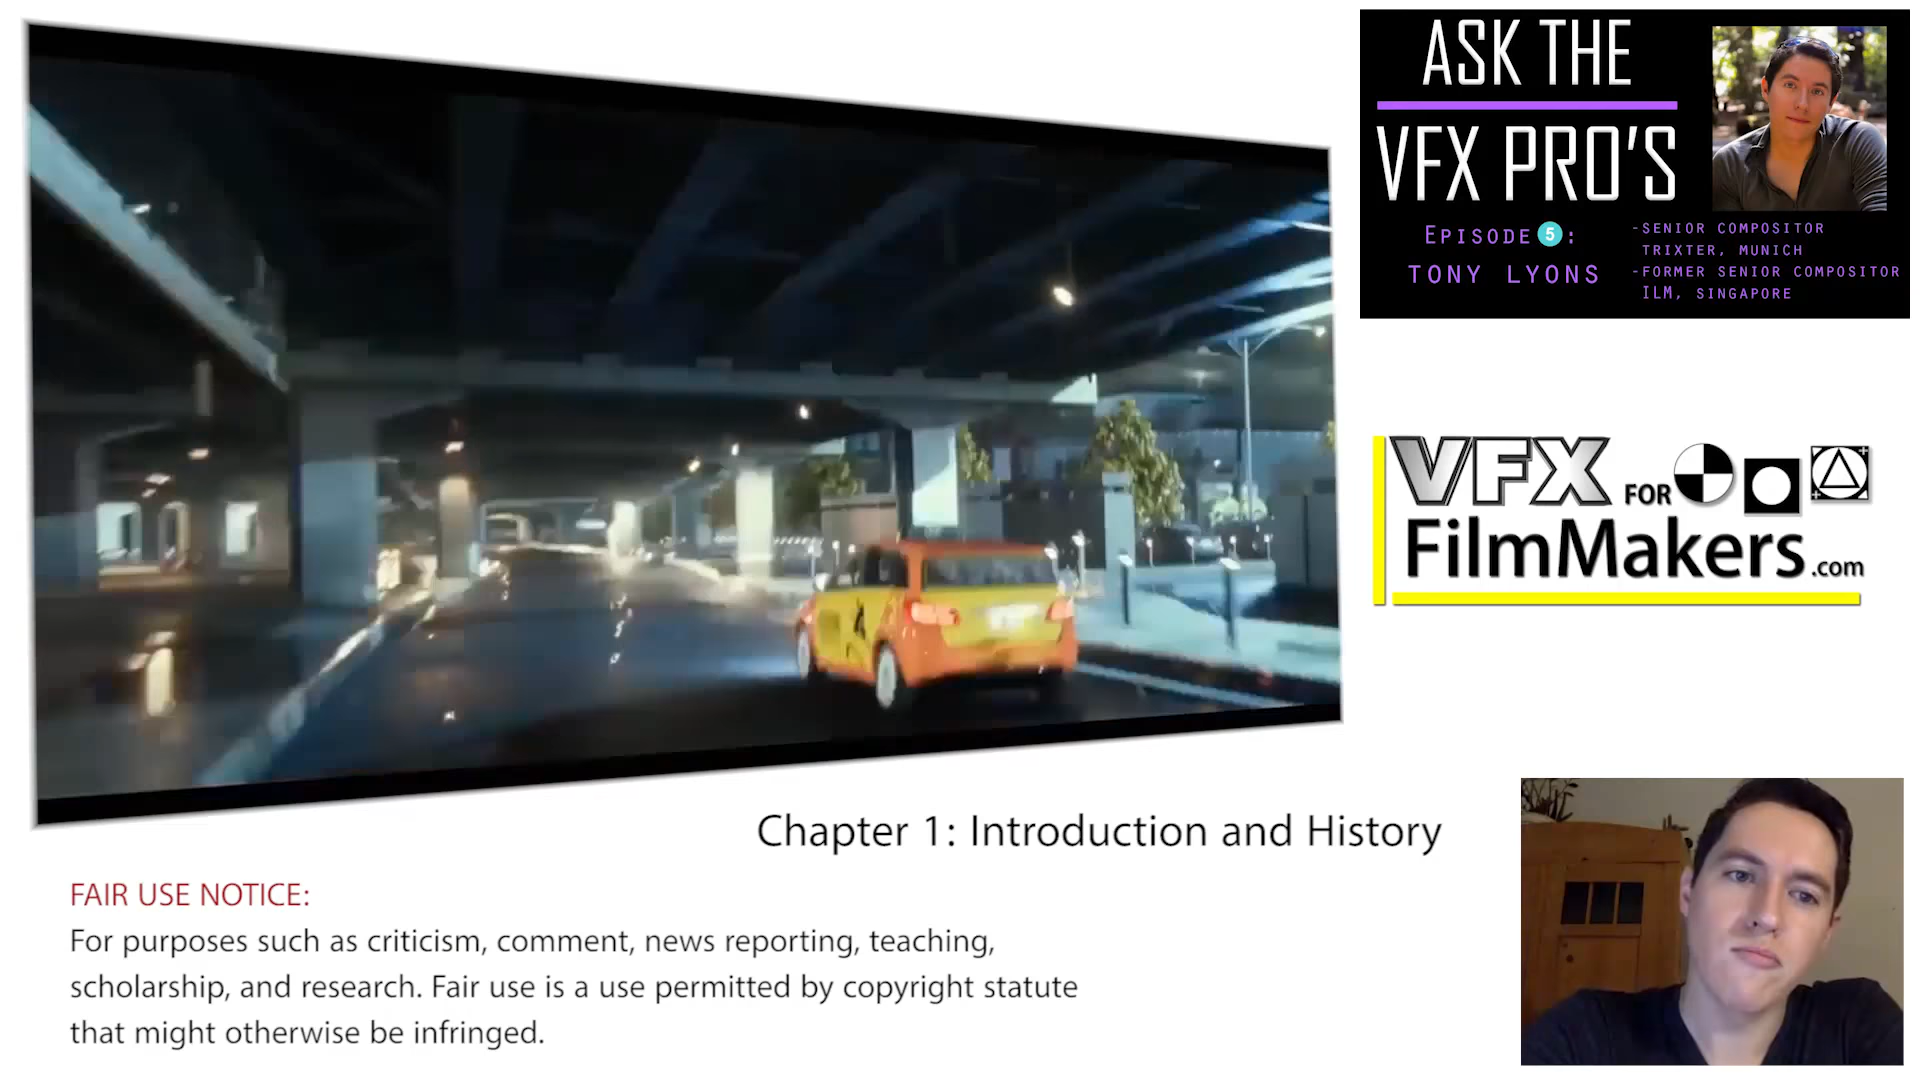 ASK THE
VFX PRO'S
EPISODE 5:
TONY LYONS
-SENIOR COMPOSITOR
TRIXTER, MUNICH
-FORMER SENIOR COMPOSITOR
ILM, SINGAPORE
VFX FOR
FilmMakers.com
Chapter 1: Introduction and History
FAIR USE NOTICE:
For purposes such as criticism, comment, news reporting, teaching,
scholarship, and research. Fair use is a use permitted by copyright statute
that might otherwise be infringed.